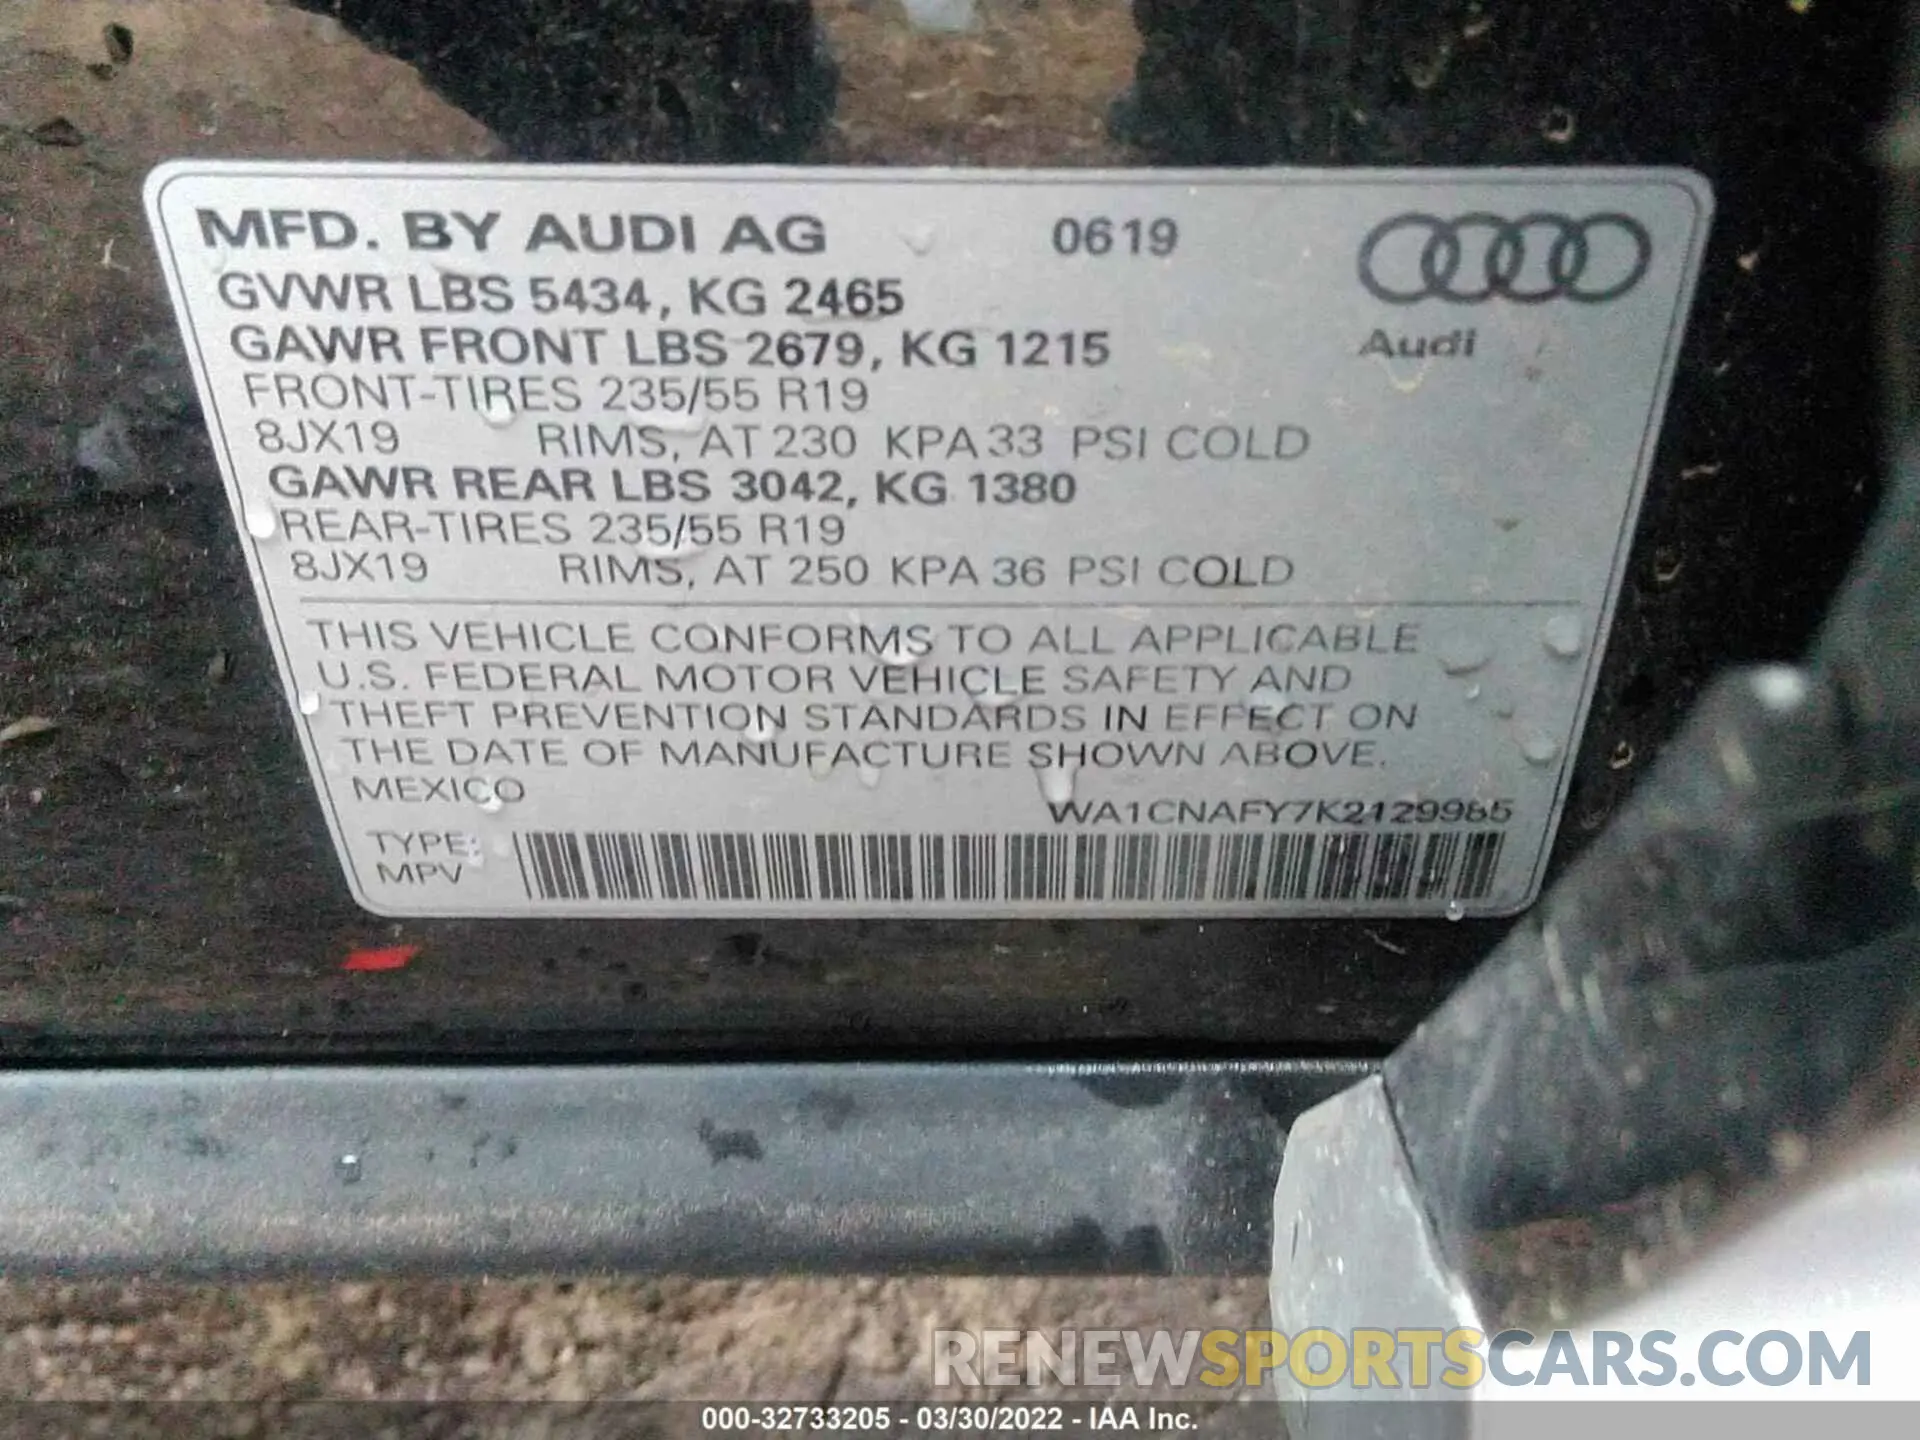 MFD. BY AUDI AG 0619
GVWR LBS 5434, KG 2465
GAWR FRONT LBS 2679, KG 1215
Audi
FRONT-TIRES 235/55 R19
8JX19 RIMS, AT 230 KPA 33 PSI COLD
GAWR REAR LBS 3042, KG 1380
REAR-TIRES 235/55 R19
8JX19 RIMS, AT 250 KPA 36 PSI COLD
THIS VEHICLE CONFORMS TO ALL APPLICABLE
U.S. FEDERAL MOTOR VEHICLE SAFETY AND
THEFT PREVENTION STANDARDS IN EFFECT ON
THE DATE OF MANUFACTURE SHOWN ABOVE.
MEXICO
WA1CNAFY7K2129985
TYPE:
MPV
RENEWSPORTSCARS.COM
000-32733205 - 03/30/2022 - IAA Inc.